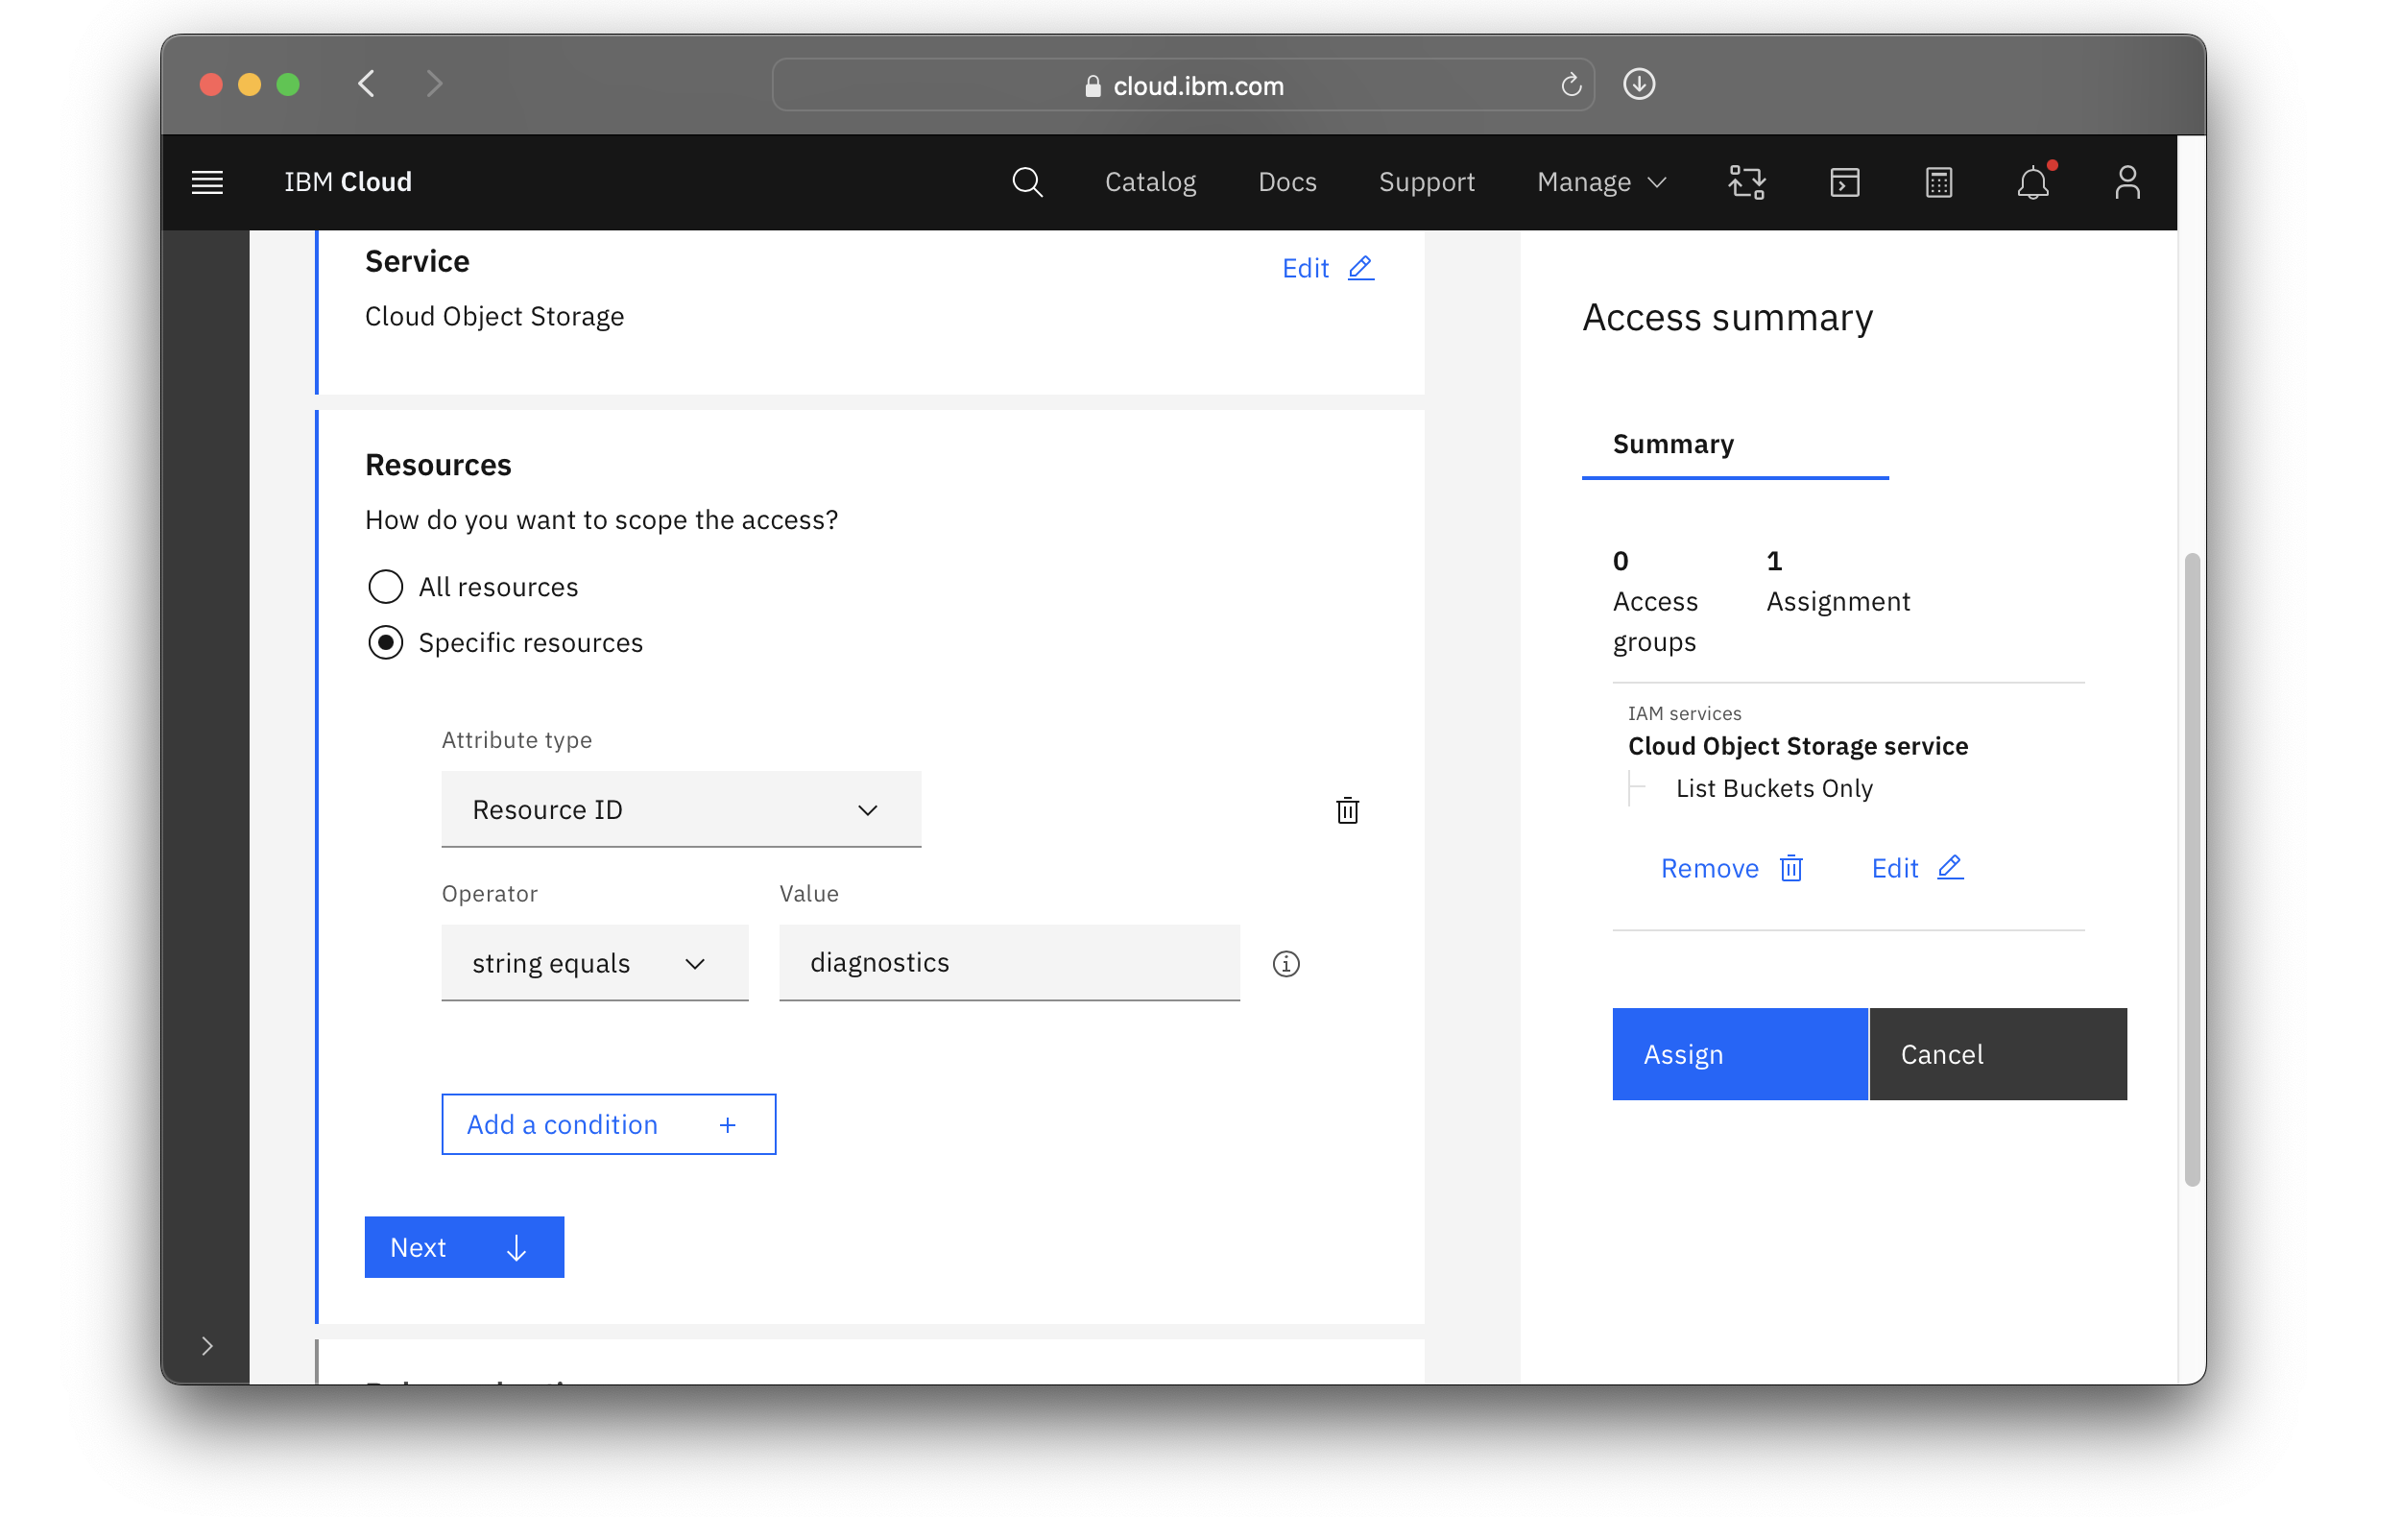 cloud.ibm.com
IBM Cloud
Catalog
Docs
Support
Manage
Service
Edit
Cloud Object Storage
Resources
How do you want to scope the access?
All resources
Specific resources
Attribute type
Resource ID
Operator
Value
string equals
diagnostics
Add a condition +
Next
Access summary
Summary
0
Access
groups
1
Assignment
IAM services
Cloud Object Storage service
List Buckets Only
Remove
Edit
Assign
Cancel